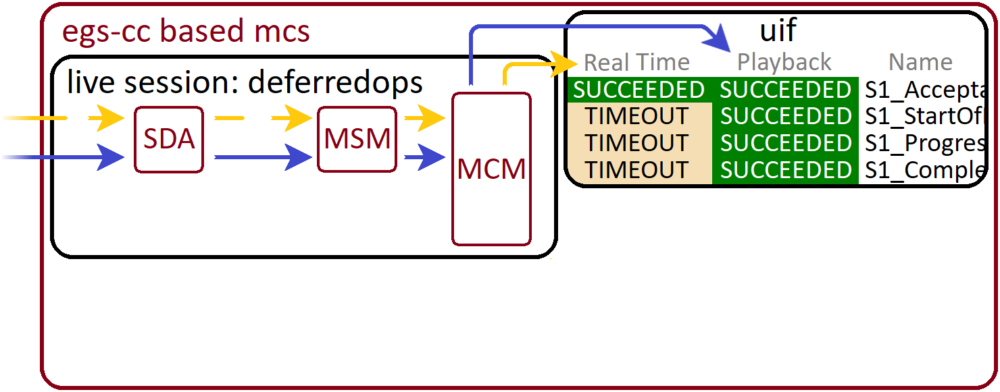 egs-cc based mcs
live session: deferredops
SDA
MSM
MCM
uif
Real Time Playback Name
SUCCEEDED SUCCEEDED S1_Accepta
TIMEOUT SUCCEEDED S1_StartOf
TIMEOUT SUCCEEDED S1_Progres
TIMEOUT SUCCEEDED S1_Comple